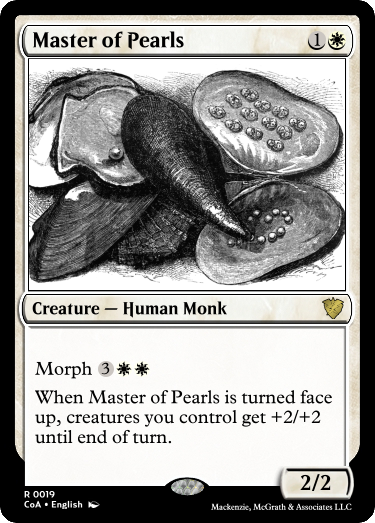 Master of Pearls 1
Creature — Human Monk
Morph 3
When Master of Pearls is turned face
up, creatures you control get +2/+2
until end of turn.
2/2
R 0019
CoA • English
Mackenzie, McGrath & Associates LLC